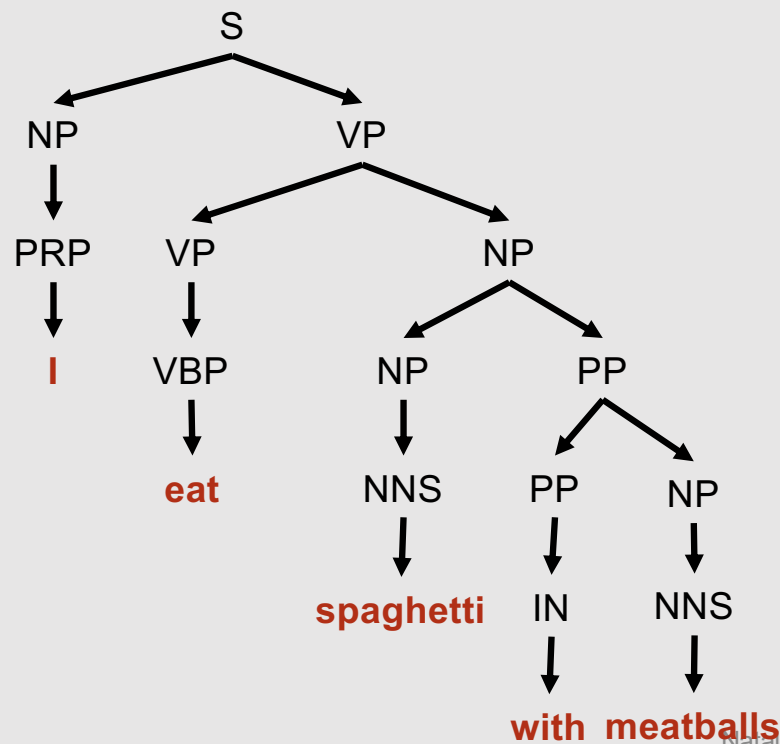 S
NP VP
PRP VP NP
I VBP NP PP
eat NNS PP NP
spaghetti IN NNS
with meatballs